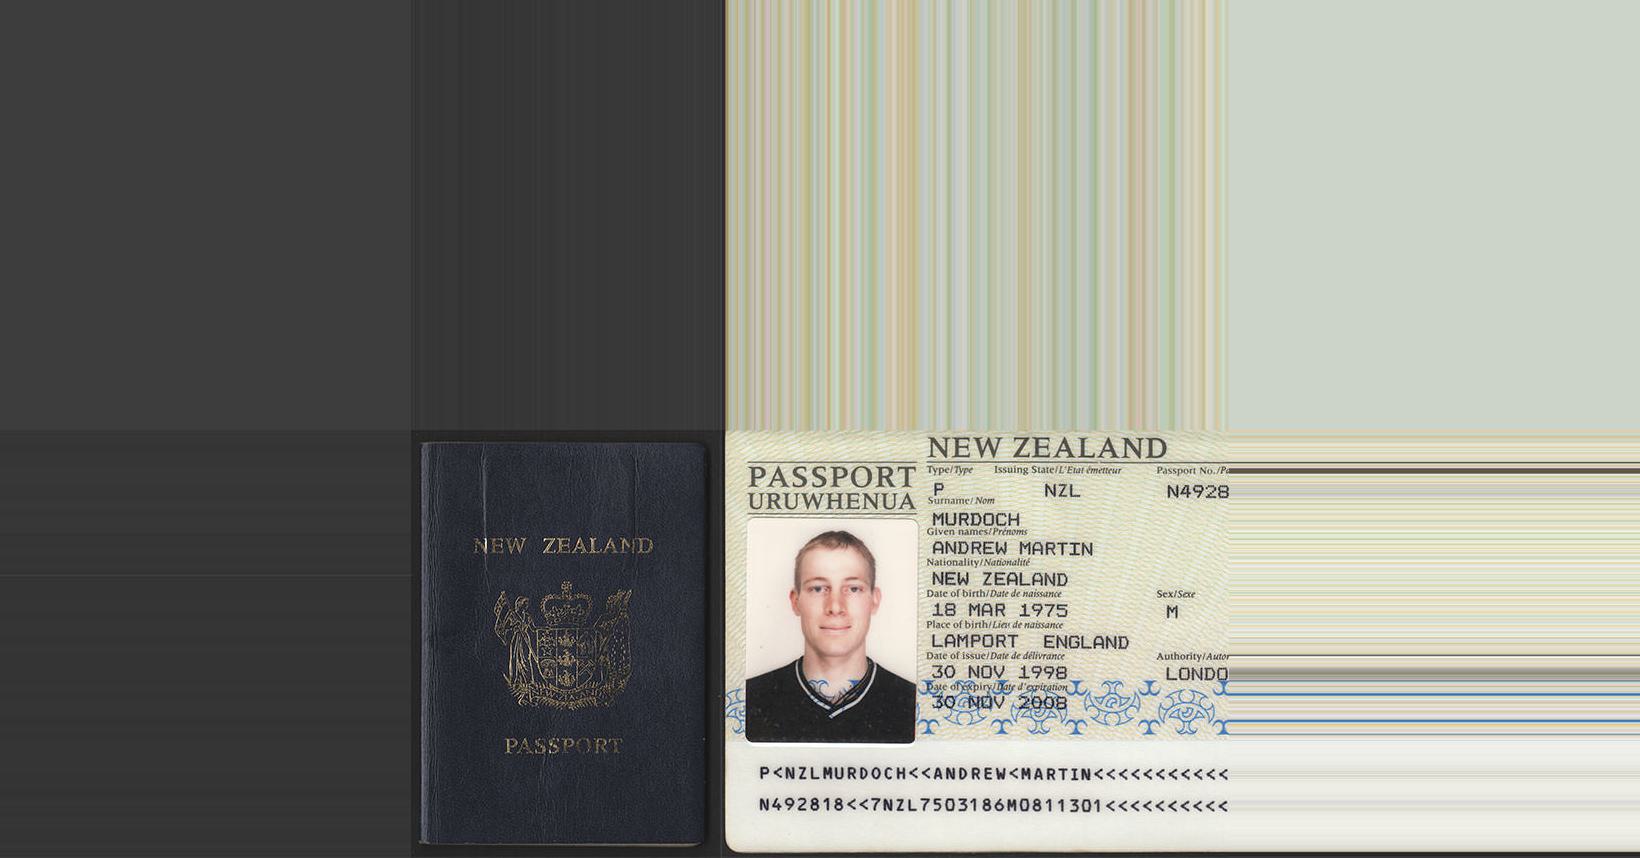 NEW ZEALAND
PASSPORT
NEW ZEALAND
PASSPORT
URUWHENUA
Type/Type Issuing State/L'Etat émetteur Passport No./Pa
P NZL N4928
Surname/Nom
MURDOCH
Given names/Prénoms
ANDREW MARTIN
Nationality/Nationalité
NEW ZEALAND
Date of birth/Date de naissance Sex/Sexe
18 MAR 1975 M
Place of birth/Lieu de naissance
LAMPORT ENGLAND
Date of issue/Date de délivrance Authority/Autor
30 NOV 1998 LONDO
Date of expiry/Date d'expiration
30 NOV 2008
P<NZLMURDOCH<<ANDREW<MARTIN<<<<<<<<<<<
N492818<<7NZL7503186M0811301<<<<<<<<<<